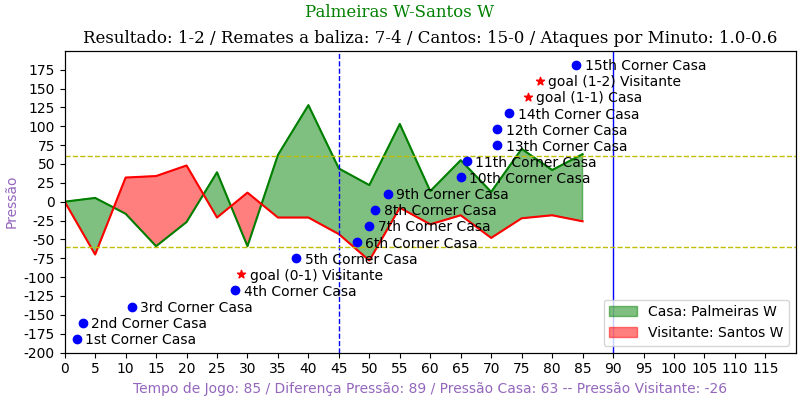 Palmeiras W-Santos W
Resultado: 1-2 / Remates a baliza: 7-4 / Cantos: 15-0 / Ataques por Minuto: 1.0-0.6
175
150
125
100
75
50
25
0
-25
-50
-75
-100
-125
-150
-175
-200
Pressão
15th Corner Casa
goal (1-2) Visitante
goal (1-1) Casa
14th Corner Casa
12th Corner Casa
13th Corner Casa
11th Corner Casa
10th Corner Casa
9th Corner Casa
8th Corner Casa
7th Corner Casa
6th Corner Casa
5th Corner Casa
goal (0-1) Visitante
4th Corner Casa
3rd Corner Casa
2nd Corner Casa
1st Corner Casa
Casa: Palmeiras W
Visitante: Santos W
0 5 10 15 20 25 30 35 40 45 50 55 60 65 70 75 80 85 90 95 100 105 110 115
Tempo de Jogo: 85 / Diferença Pressão: 89 / Pressão Casa: 63 -- Pressão Visitante: -26